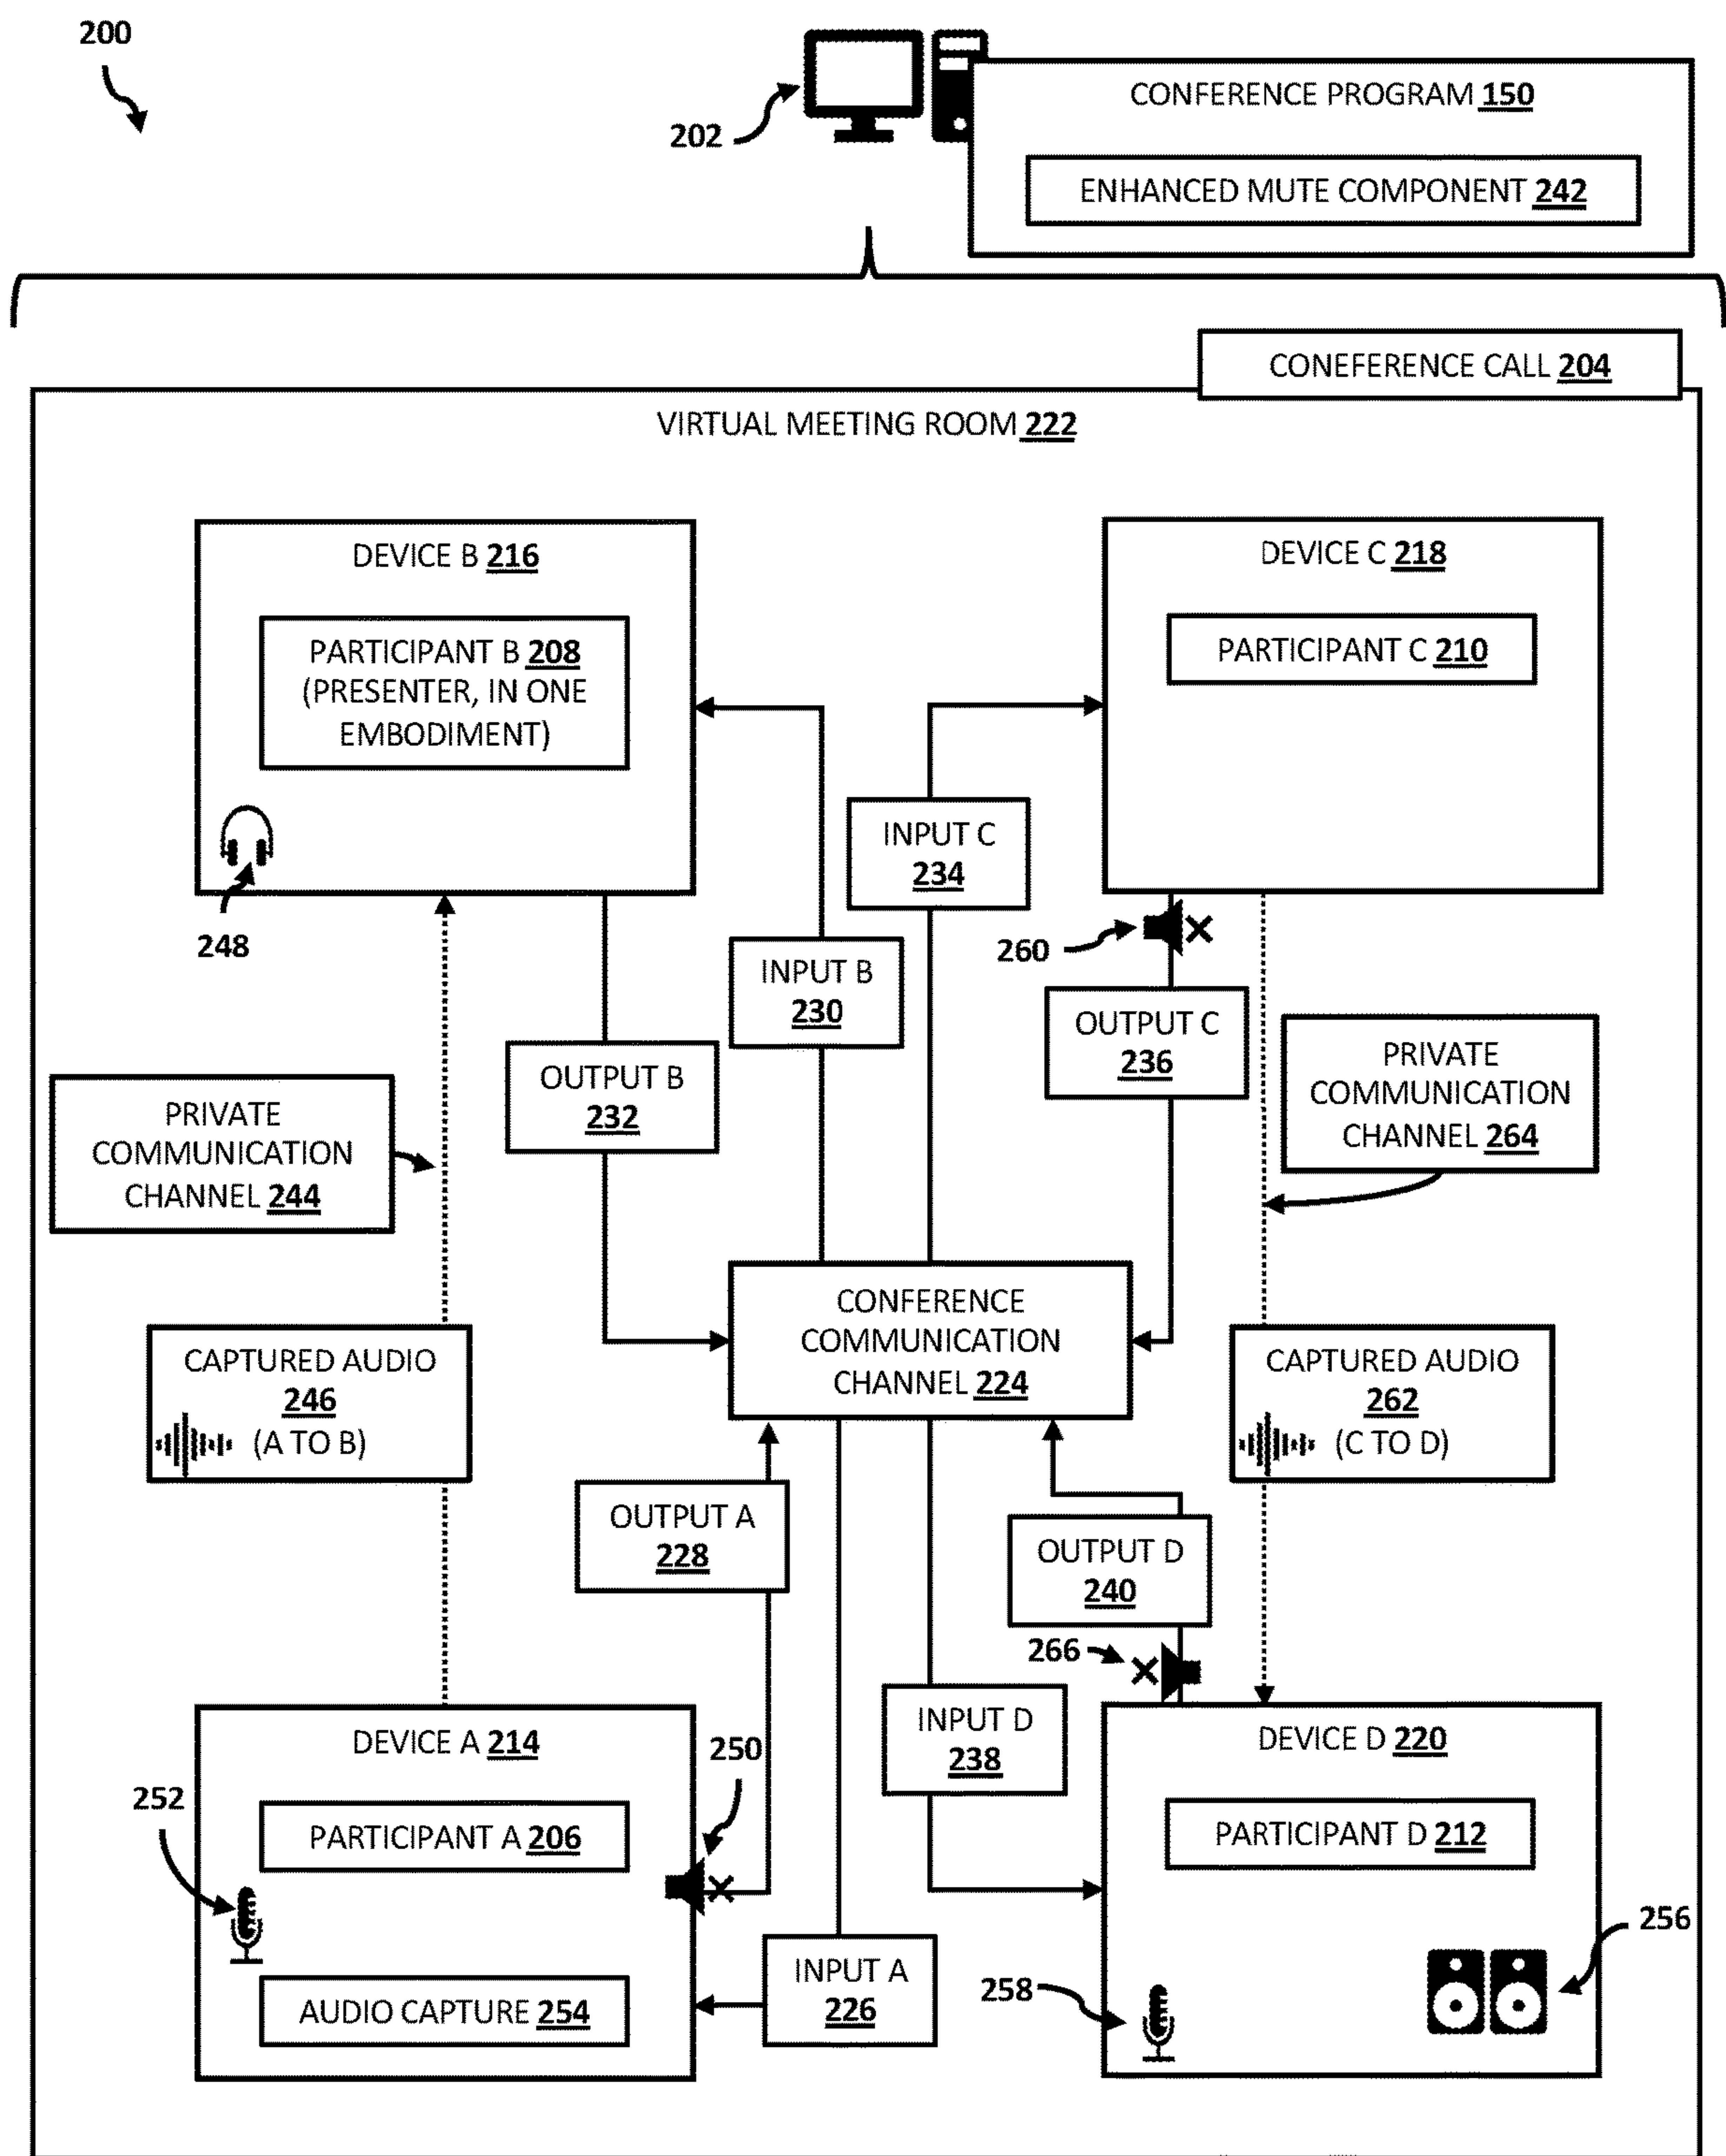 200
202
CONFERENCE PROGRAM 150
ENHANCED MUTE COMPONENT 242
CONEFERENCE CALL 204
VIRTUAL MEETING ROOM 222
DEVICE B 216
PARTICIPANT B 208
(PRESENTER, IN ONE
EMBODIMENT)
248
DEVICE C 218
PARTICIPANT C 210
INPUT C
234
260
INPUT B
230
OUTPUT C
236
OUTPUT B
232
PRIVATE
COMMUNICATION
CHANNEL 264
PRIVATE
COMMUNICATION
CHANNEL 244
CONFERENCE
COMMUNICATION
CHANNEL 224
CAPTURED AUDIO
246
(A TO B)
CAPTURED AUDIO
262
(C TO D)
OUTPUT A
228
OUTPUT D
240
266
INPUT D
238
DEVICE A 214
250
252
PARTICIPANT A 206
AUDIO CAPTURE 254
INPUT A
226
DEVICE D 220
PARTICIPANT D 212
256
258